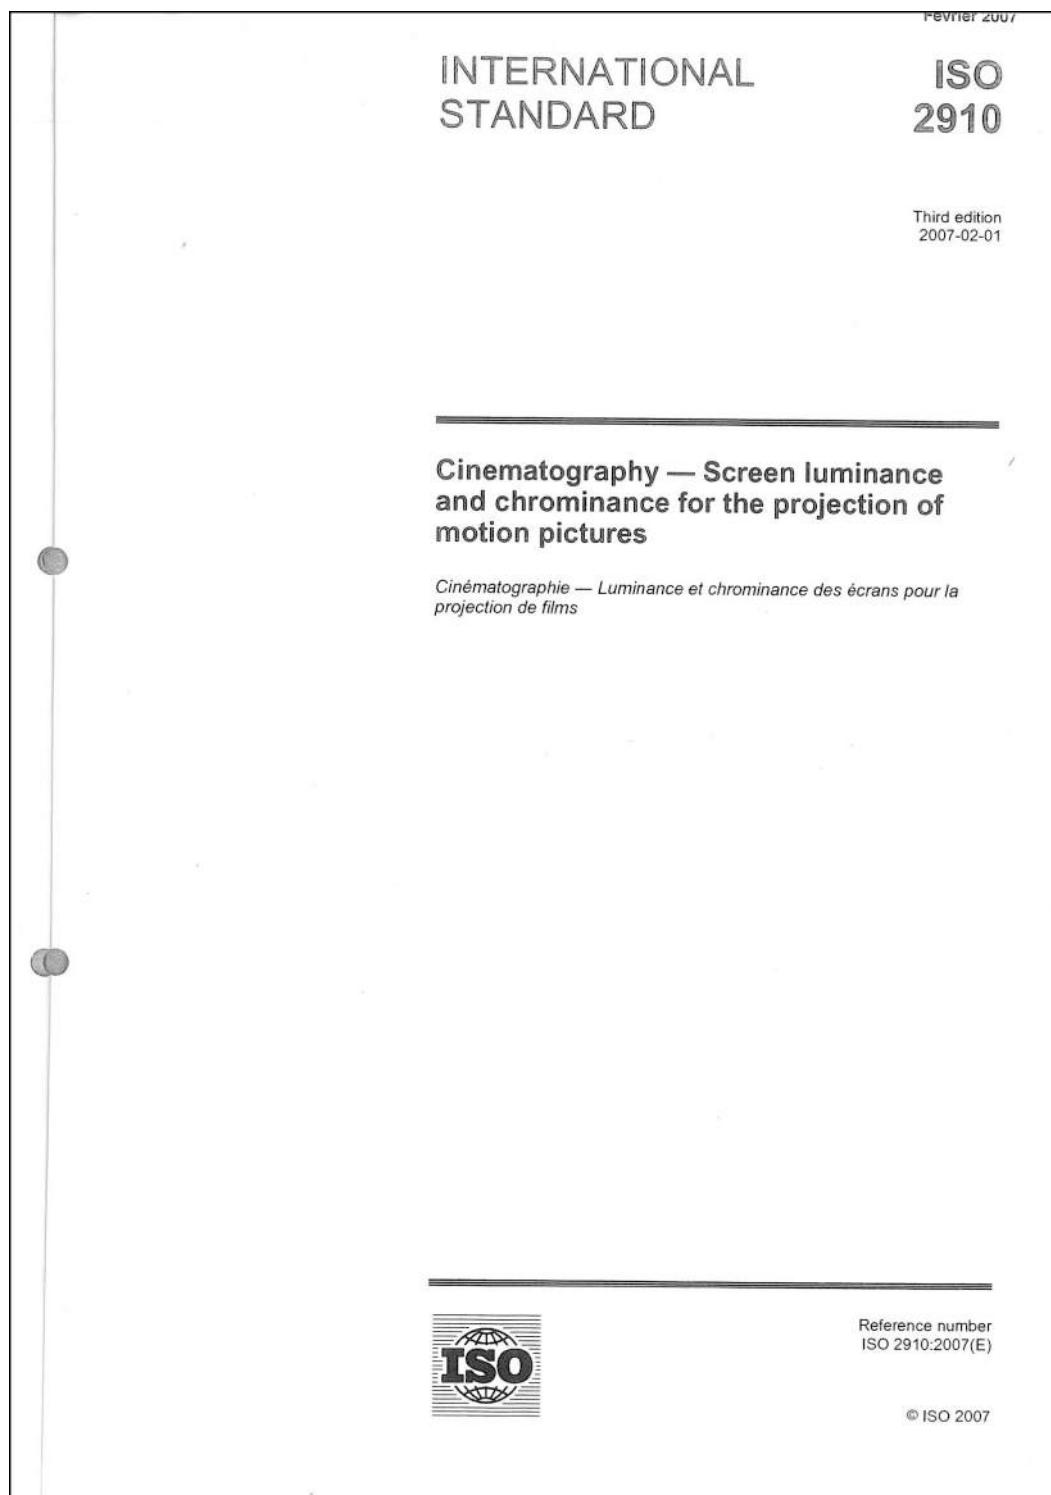 Février 2007
INTERNATIONAL
STANDARD
ISO
2910
Third edition
2007-02-01
Cinematography — Screen luminance
and chrominance for the projection of
motion pictures
Cinématographie — Luminance et chrominance des écrans pour la
projection de films
ISO
Reference number
ISO 2910:2007(E)
© ISO 2007